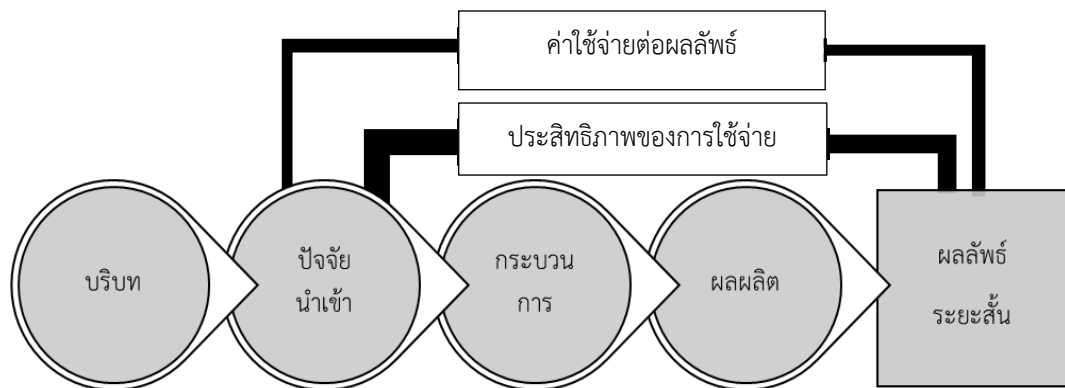 ค่าใช้จ่ายต่อผลลัพธ์
ประสิทธิภาพของการใช้จ่าย
บริบท
ปัจจัย
นำเข้า
กระบวน
การ
ผลผลิต
ผลลัพธ์
ระยะสั้น